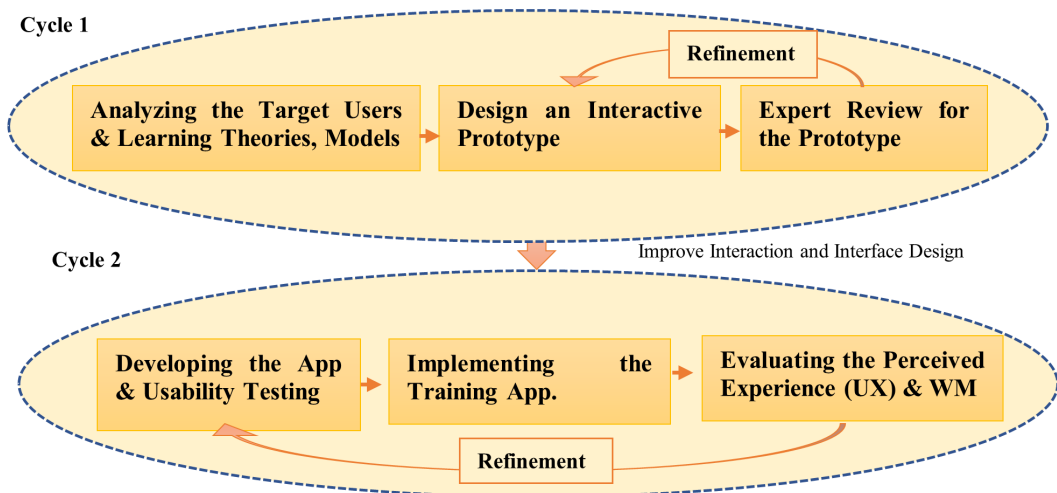 Cycle 1
Refinement
Analyzing the Target Users
& Learning Theories, Models
Design an Interactive
Prototype
Expert Review for
the Prototype
Improve Interaction and Interface Design
Cycle 2
Developing the App
& Usability Testing
Implementing the
Training App.
Evaluating the Perceived
Experience (UX) & WM
Refinement